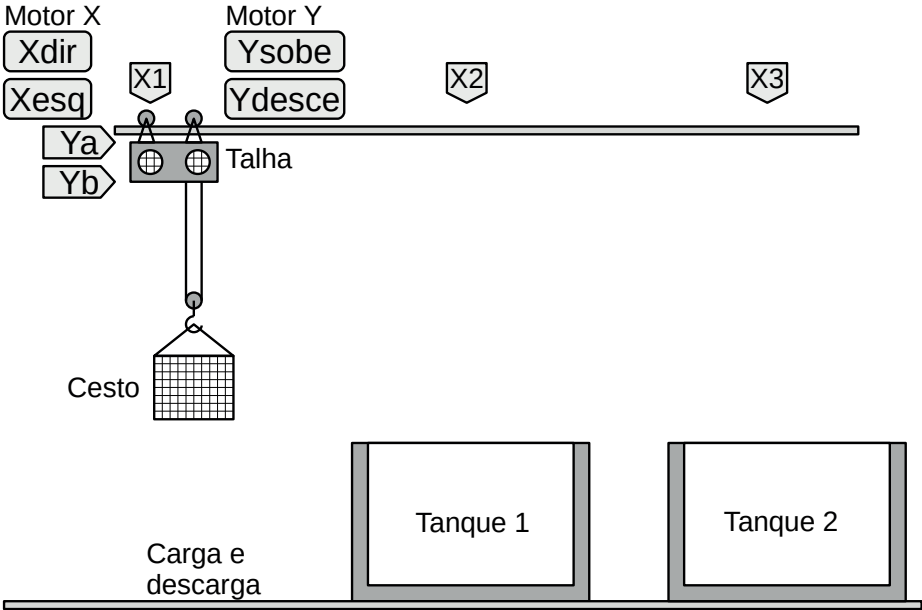 Motor X
Motor Y
Xdir
Ysobe
X1
X2
X3
Xesq
Ydesce
Ya
Talha
Yb
Cesto
Tanque 1
Tanque 2
Carga e
descarga